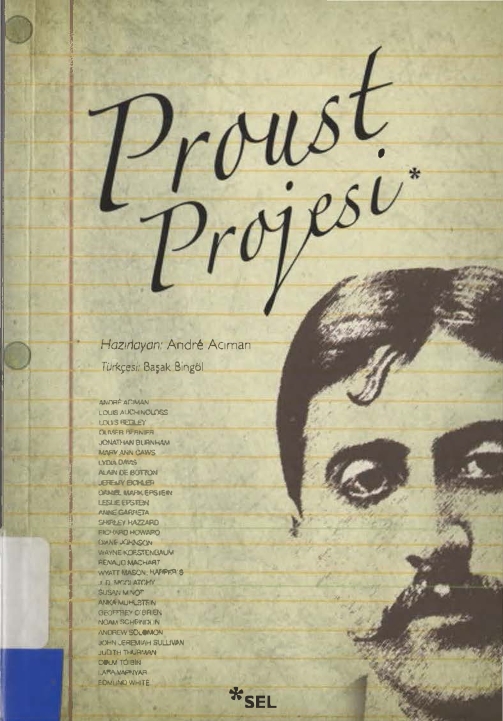 Proust
Projesi*
Hazırlayan: André Aciman
Türkçesi: Başak Bingöl
ANDRÉ ACIMAN
LOUIS AUCHINCLOSS
LOUIS BEGLEY
OLIVIER BERNIER
JONATHAN BURNHAM
MARY ANN CAWS
LYDIA DAVIS
ALAIN DE BOTTON
JEREMY EICHLER
DANIEL MARK EPSTEIN
LESLIE EPSTEIN
ANNE GARRETA
SHIRLEY HAZZARD
RICHARD HOWARD
DIANE JOHNSON
WAYNE KOESTENBAUM
RENAUD MACHART
WYATT MASON, HARPER'S
J. D. MCCLATCHY
SUSAN MINOT
ANKA MUHLSTEIN
GEOFFREY O'BRIEN
NOAM SCHEINDLIN
ANDREW SOLOMON
JOHN JEREMIAH SULLIVAN
JUDITH THURMAN
COLM TOIBIN
LARA VAPNYAR
EDMUND WHITE
*SEL